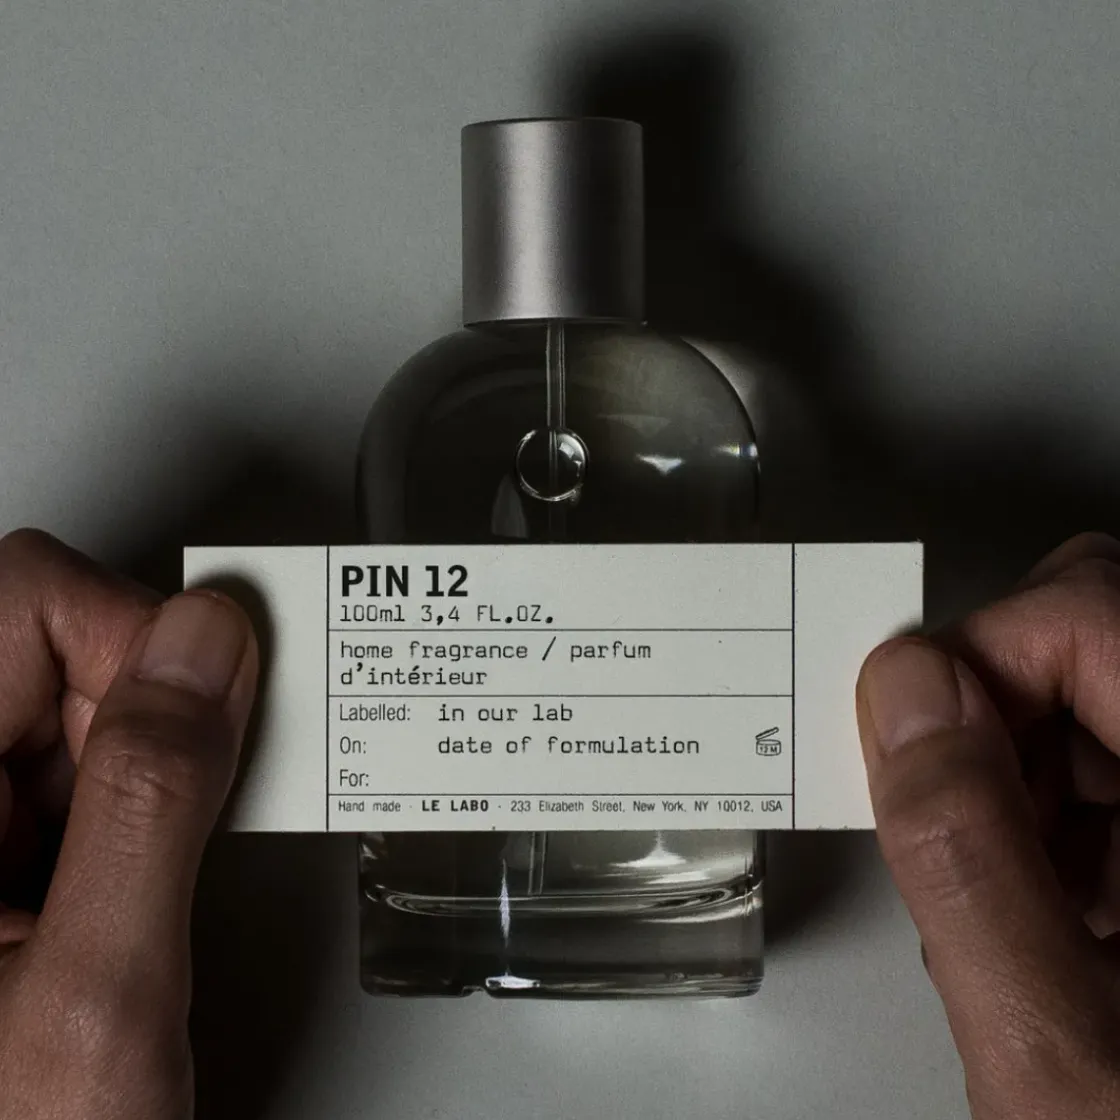 PIN 12
100ml 3,4 FL.OZ.
home fragrance / parfum
d'intérieur
Labelled: in our lab
On: date of formulation
12M
For:
Hand made · LE LABO · 233 Elizabeth Street, New York, NY 10012, USA